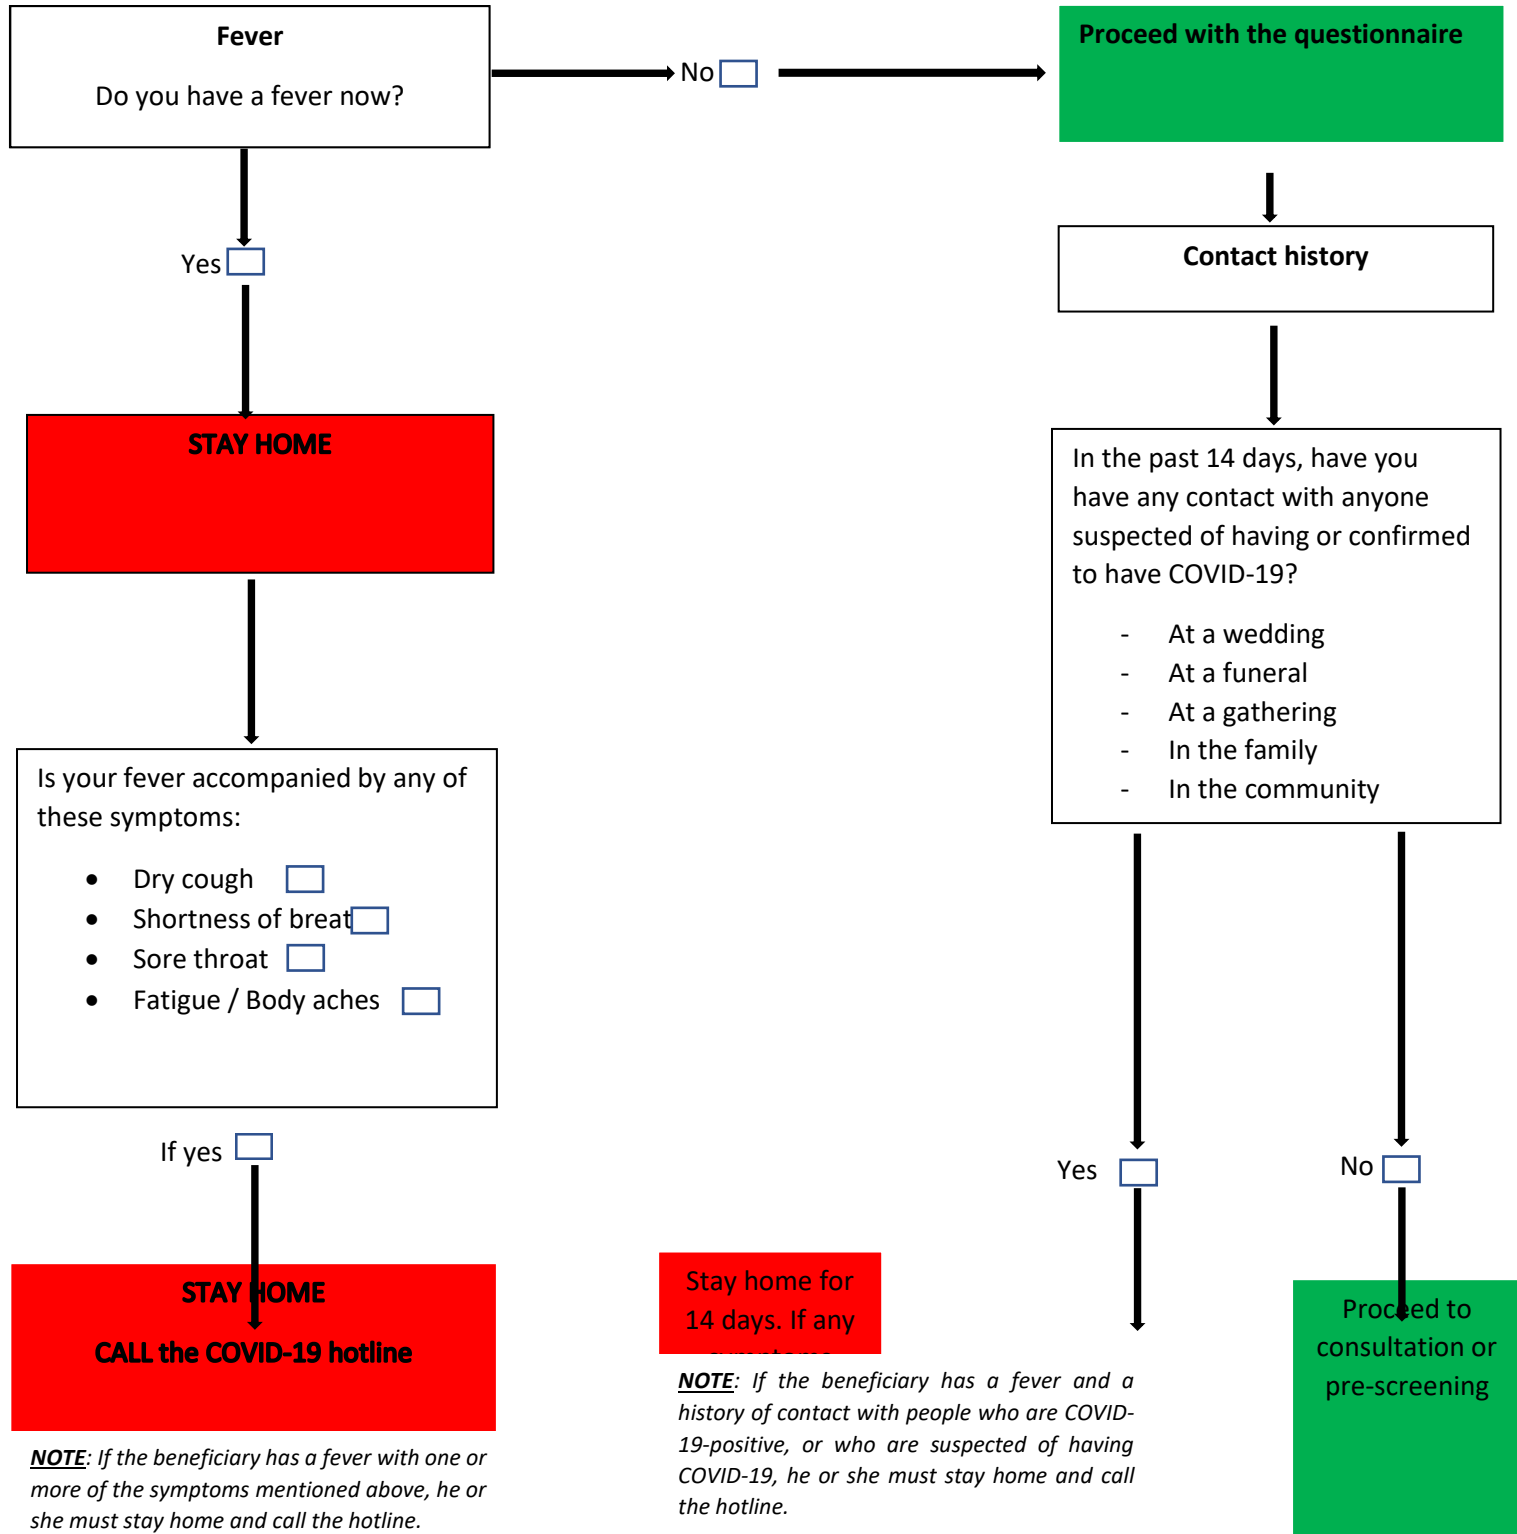 Fever
Do you have a fever now?
No
Proceed with the questionnaire
Yes
Contact history
STAY HOME
In the past 14 days, have you
have any contact with anyone
suspected of having or confirmed
to have COVID-19?
- At a wedding
- At a funeral
- At a gathering
- In the family
- In the community
Is your fever accompanied by any of
these symptoms:
• Dry cough
• Shortness of breat
• Sore throat
• Fatigue / Body aches
If yes
Yes
No
STAY HOME
CALL the COVID-19 hotline
Stay home for
14 days. If any
Proceed to
consultation or
pre-screening
NOTE: If the beneficiary has a fever with one or
more of the symptoms mentioned above, he or
she must stay home and call the hotline.
NOTE: If the beneficiary has a fever and a
history of contact with people who are COVID-
19-positive, or who are suspected of having
COVID-19, he or she must stay home and call
the hotline.